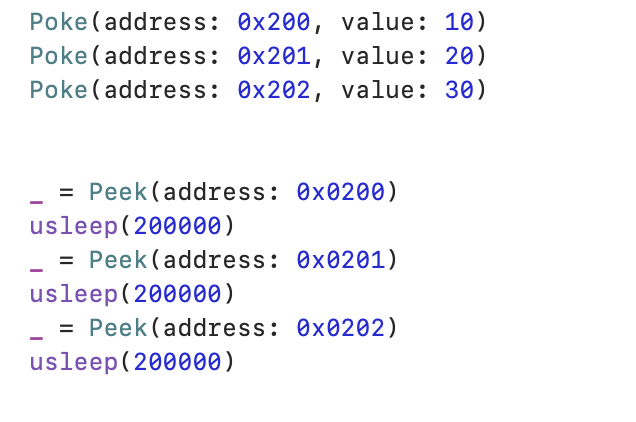 Poke(address: 0x200, value: 10)
Poke(address: 0x201, value: 20)
Poke(address: 0x202, value: 30)
_ = Peek(address: 0x0200)
usleep(200000)
_ = Peek(address: 0x0201)
usleep(200000)
_ = Peek(address: 0x0202)
usleep(200000)